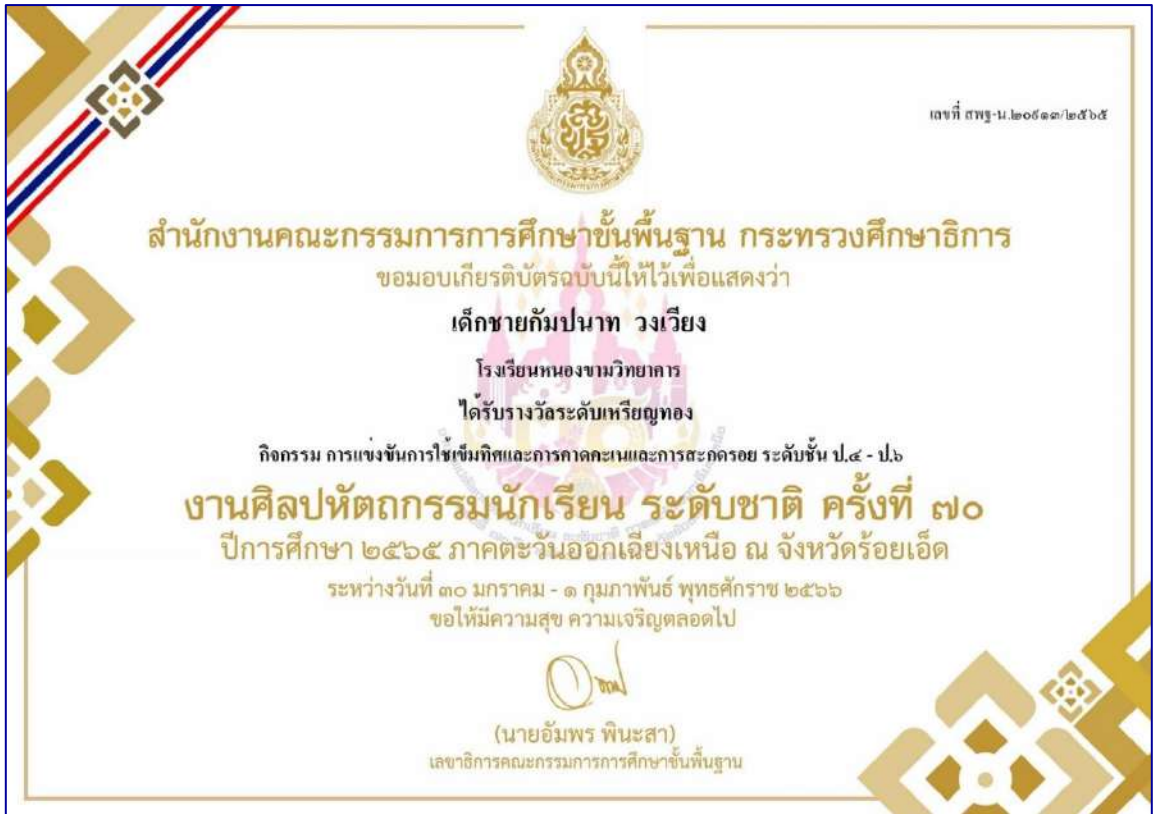 เลขที่ สพฐ-น.๒๐๙๑๓/๒๕๖๕
สำนักงานคณะกรรมการการศึกษาขั้นพื้นฐาน กระทรวงศึกษาธิการ
ขอมอบเกียรติบัตรฉบับนี้ให้ไว้เพื่อแสดงว่า
เด็กชายกัมปนาท วงเวียง
โรงเรียนหนองขามวิทยาคาร
ได้รับรางวัลระดับเหรียญทอง
กิจกรรม การแข่งขันการใช้เข็มทิศและการคาดคะเนและการสะกดรอย ระดับชั้น ป.๔ - ป.๖
งานศิลปหัตถกรรมนักเรียน ระดับชาติ ครั้งที่ ๗๐
ปีการศึกษา ๒๕๖๕ ภาคตะวันออกเฉียงเหนือ ณ จังหวัดร้อยเอ็ด
ระหว่างวันที่ ๓๐ มกราคม - ๑ กุมภาพันธ์ พุทธศักราช ๒๕๖๖
ขอให้มีความสุข ความเจริญตลอดไป
(นายอัมพร พินะสา)
เลขาธิการคณะกรรมการการศึกษาขั้นพื้นฐาน